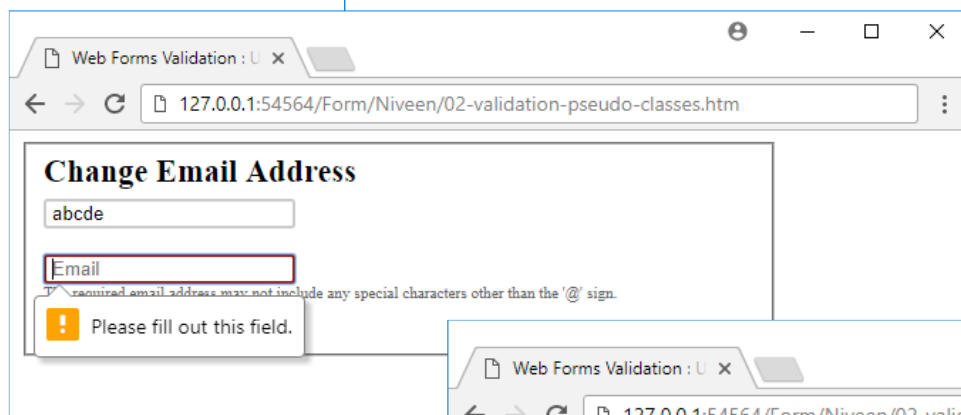 Web Forms Validation : U
127.0.0.1:54564/Form/Niveen/02-validation-pseudo-classes.htm
Change Email Address
abcde
Email
required email address may not include any special characters other than the '@' sign.
Please fill out this field.
Web Forms Validation : U
127.0.0.1:54564/Form/Niveen/02-valid